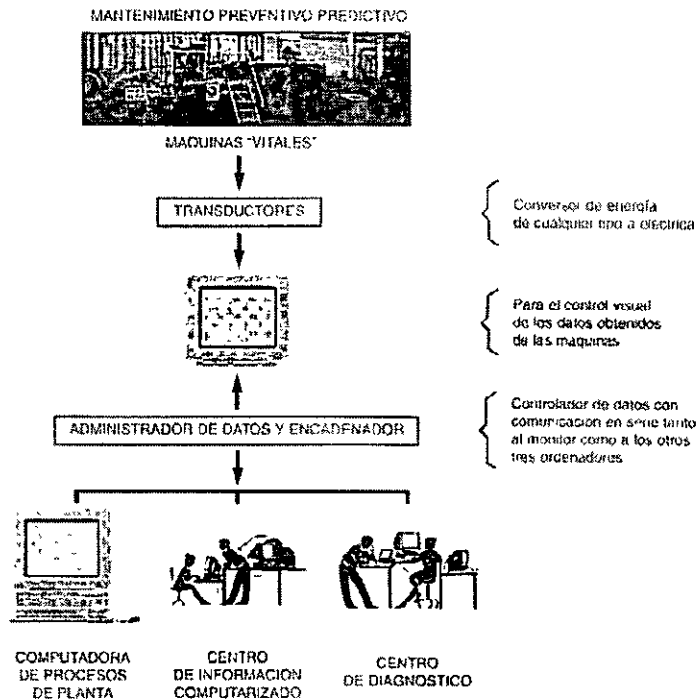 MANTENIMIENTO PREVENTIVO PREDICTIVO
MAQUINAS "VITALES"
TRANSDUCTORES
Conversor de energía
de cualquier tipo a eléctrica
Para el control visual
de los datos obtenidos
de las maquinas
ADMINISTRADOR DE DATOS Y ENCADENADOR
Controlador de datos con
comunicación en serie tanto
al monitor como a los otros
tres ordenadores
COMPUTADORA
DE PROCESOS
DE PLANTA
CENTRO
DE INFORMACION
COMPUTARIZADO
CENTRO
DE DIAGNOSTICO